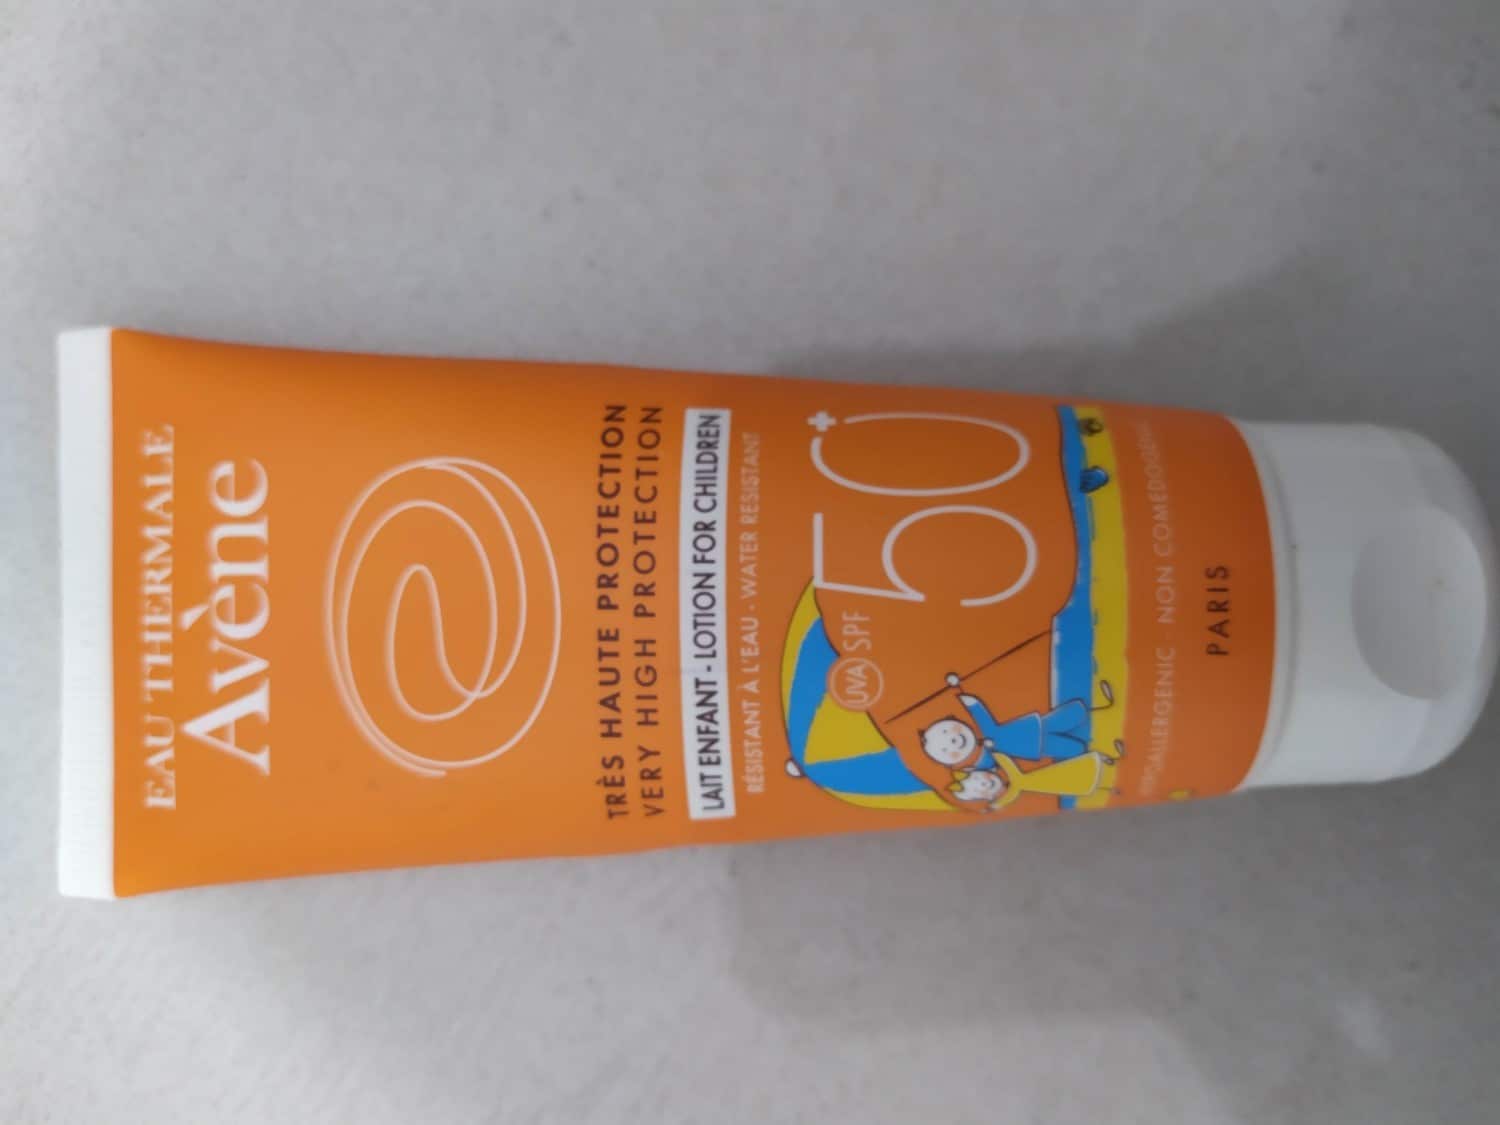 EAU THERMALE
Avène
TRÈS HAUTE PROTECTION
VERY HIGH PROTECTION
LAIT ENFANT - LOTION FOR CHILDREN
RÉSISTANT À L'EAU - WATER RESISTANT
UVA SPF 50+
- NON COMEDOGENIC
PARIS